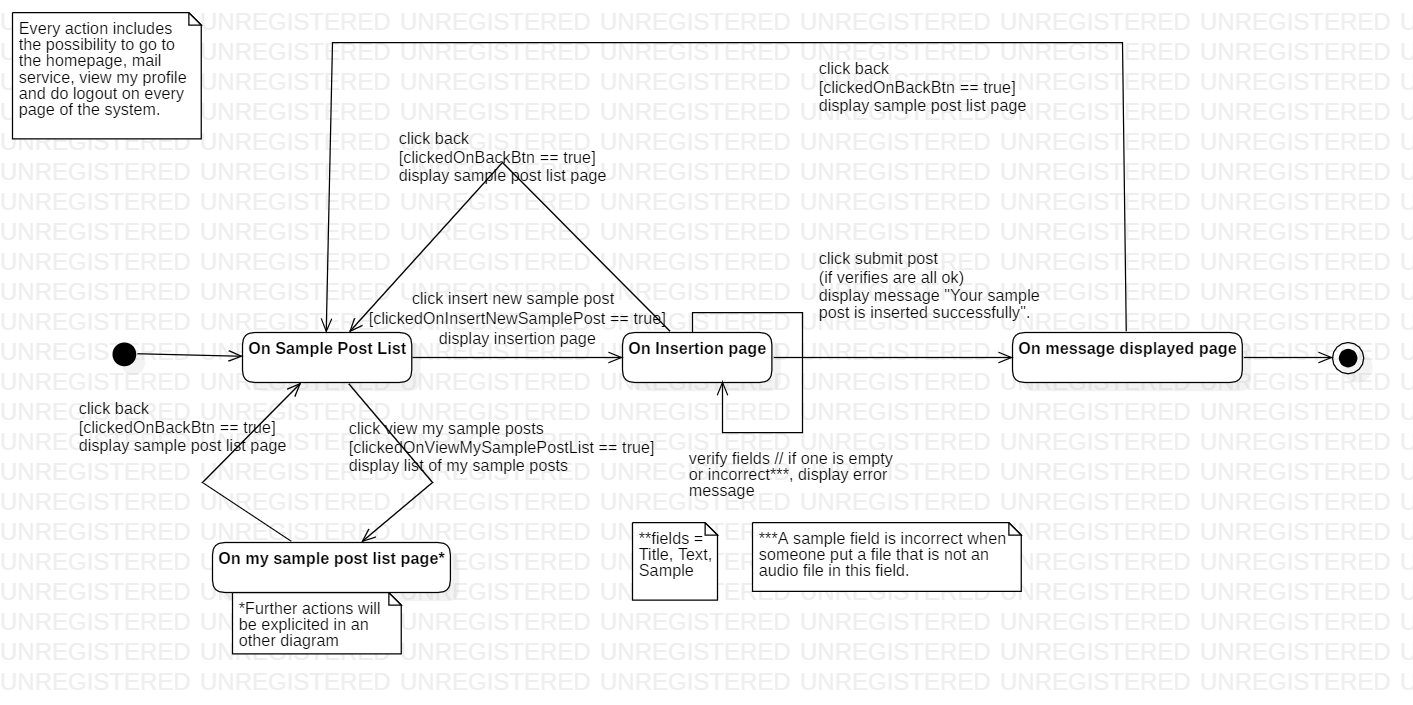 Every action includes
the possibility to go to
the homepage, mail
service, view my profile
and do logout on every
page of the system.
click back
[clickedOnBackBtn == true]
display sample post list page
click back
[clickedOnBackBtn == true]
display sample post list page
click submit post
(if verifies are all ok)
display message "Your sample
post is inserted successfully".
click insert new sample post
[clickedOnInsertNewSamplePost == true]
display insertion page
On Sample Post List
On Insertion page
On message displayed page
click back
[clickedOnBackBtn == true]
display sample post list page
click view my sample posts
[clickedOnViewMySamplePostList == true]
display list of my sample posts
verify fields // if one is empty
or incorrect***, display error
message
On my sample post list page*
*Further actions will
be explicited in an
other diagram
**fields =
Title, Text,
Sample
***A sample field is incorrect when
someone put a file that is not an
audio file in this field.
UNREGISTERED